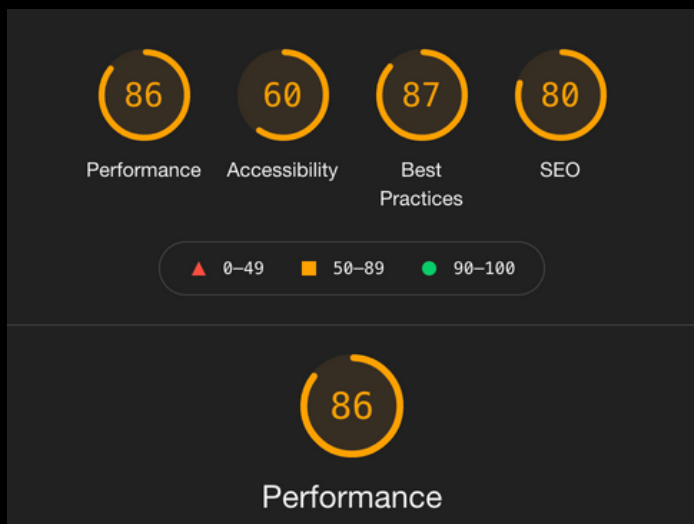 86 60 87 80
Performance Accessibility Best Practices SEO
0–49 50–89 90–100
86
Performance